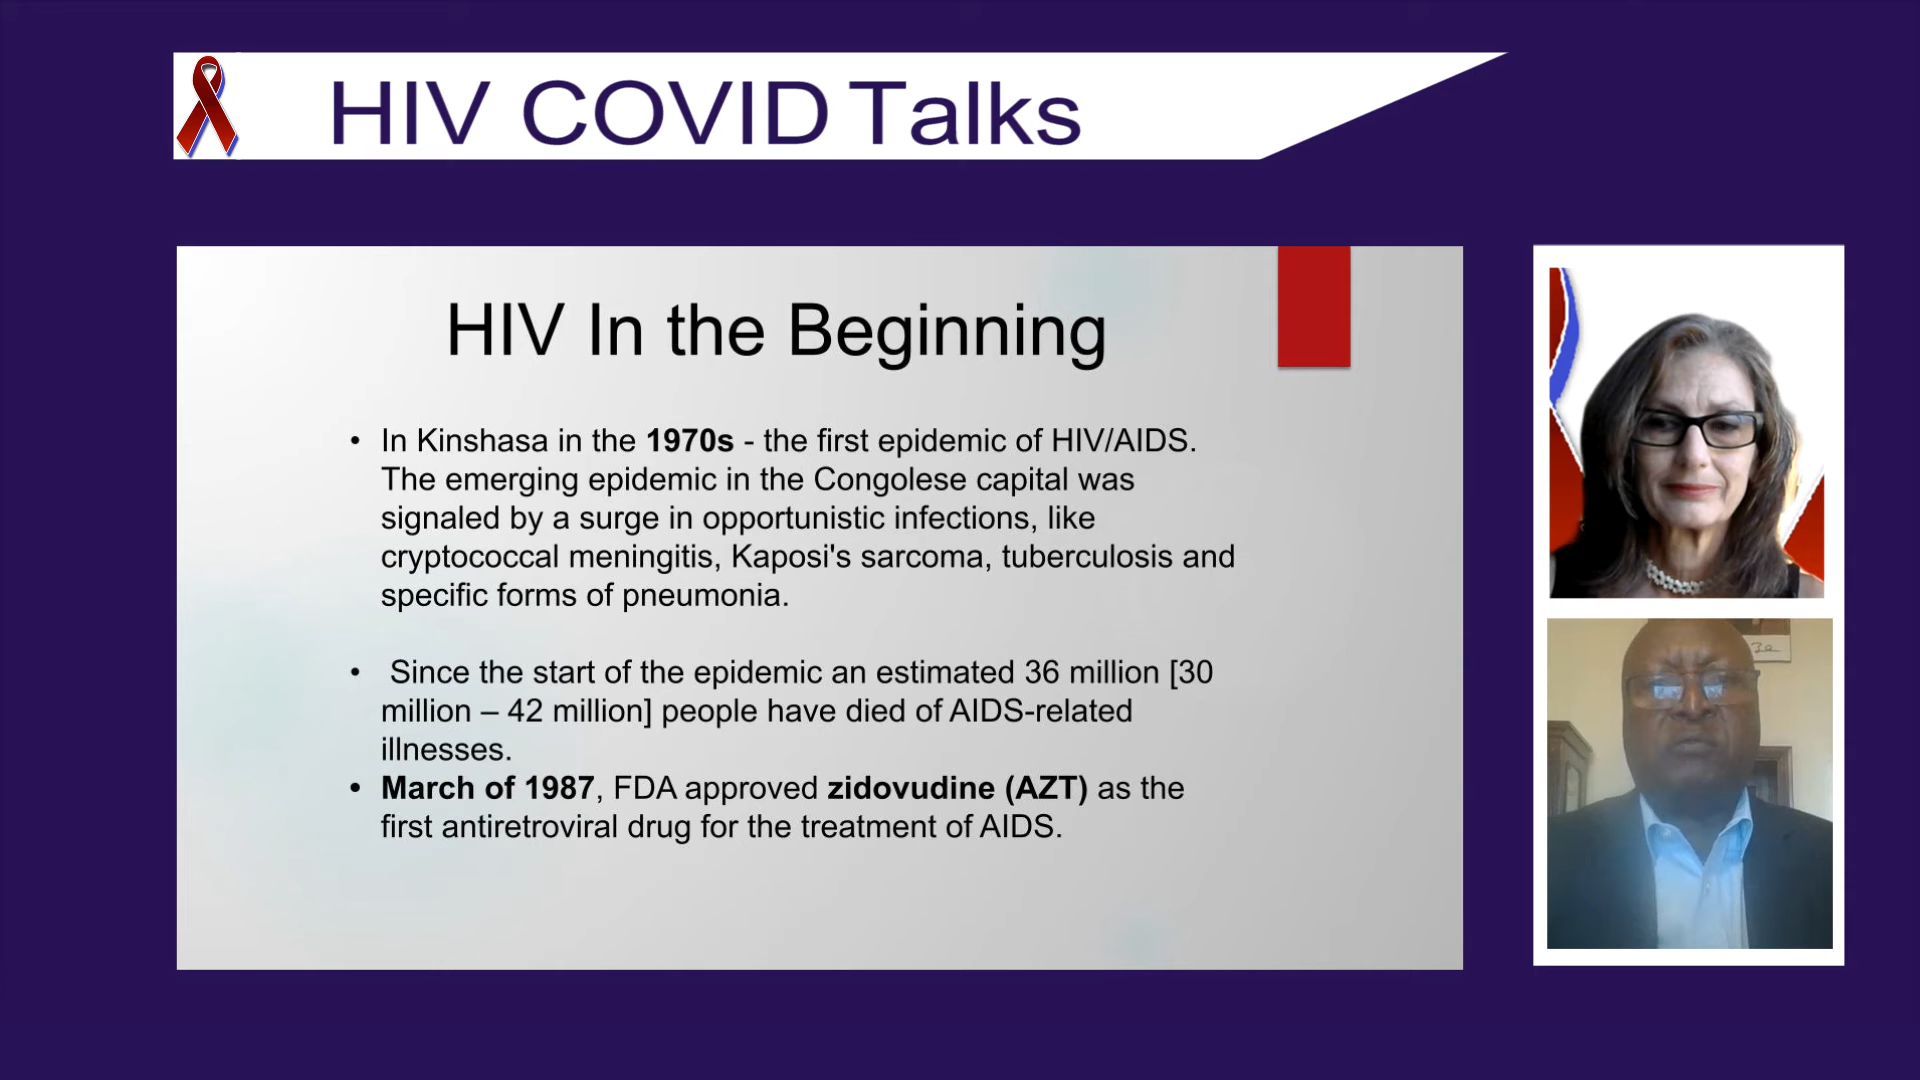 HIV COVID Talks
HIV In the Beginning
• In Kinshasa in the 1970s - the first epidemic of HIV/AIDS.
The emerging epidemic in the Congolese capital was
signaled by a surge in opportunistic infections, like
cryptococcal meningitis, Kaposi's sarcoma, tuberculosis and
specific forms of pneumonia.
• Since the start of the epidemic an estimated 36 million [30
million – 42 million] people have died of AIDS-related
illnesses.
• March of 1987, FDA approved zidovudine (AZT) as the
first antiretroviral drug for the treatment of AIDS.